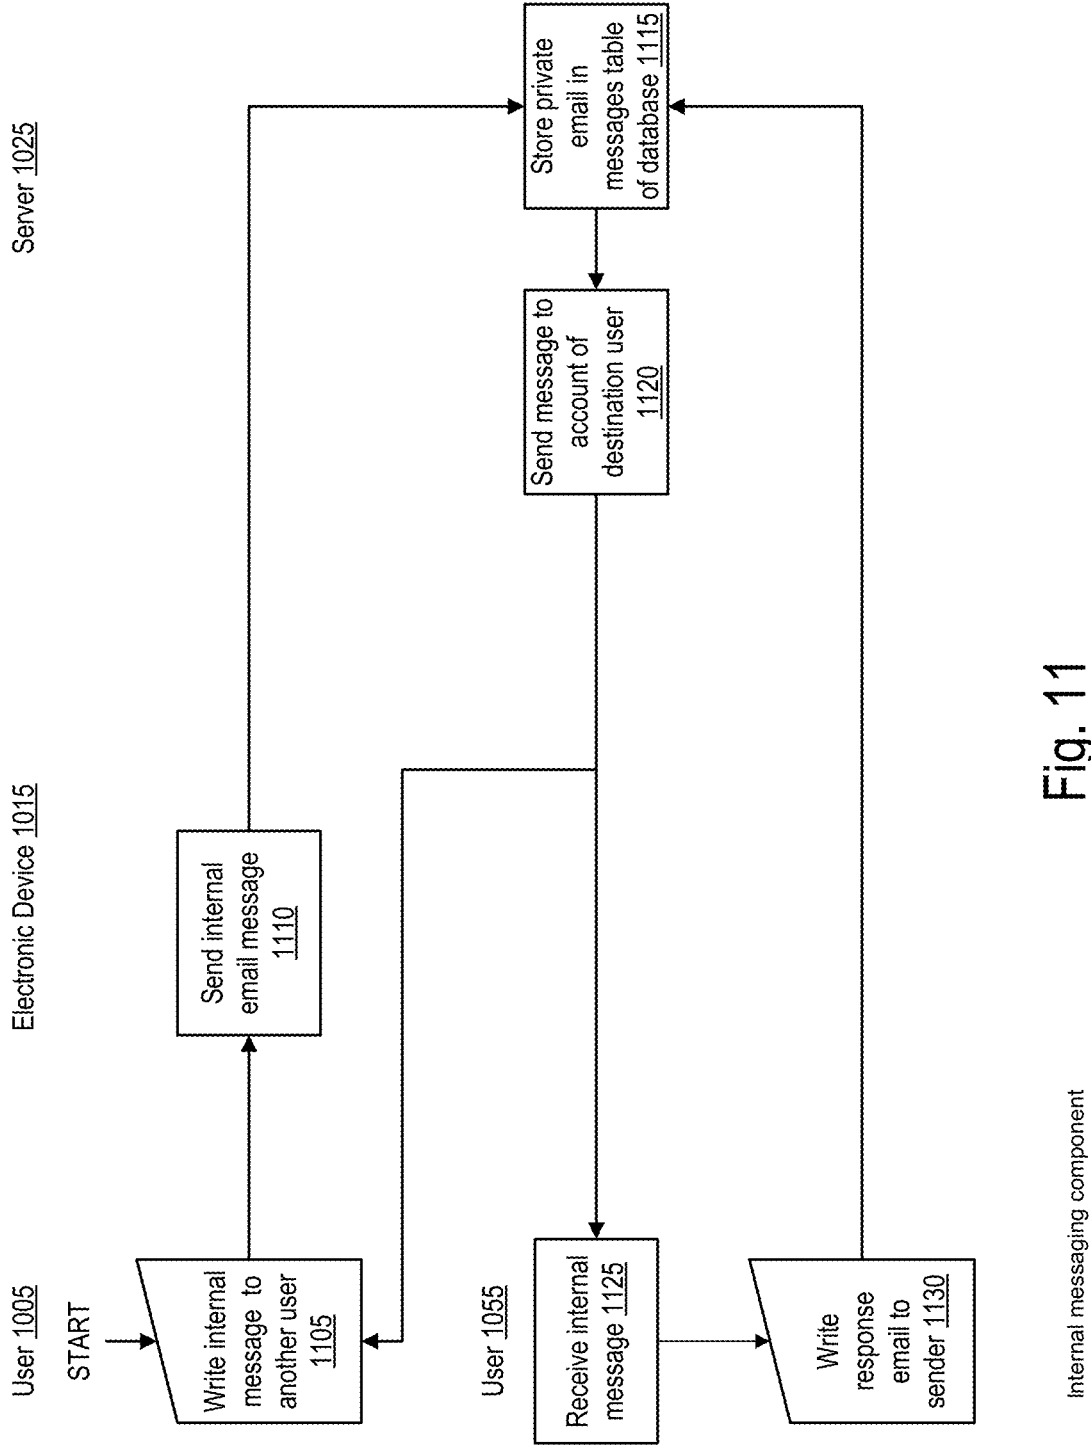 User 1005
Electronic Device 1015
Server 1025
START
Write internal
message to
another user
1105
Send internal
email message
1110
Store private
email in
messages table
of database 1115
Send message to
account of
destination user
1120
User 1055
Receive internal
message 1125
Write
response
email to
sender 1130
Internal messaging component
Fig. 11